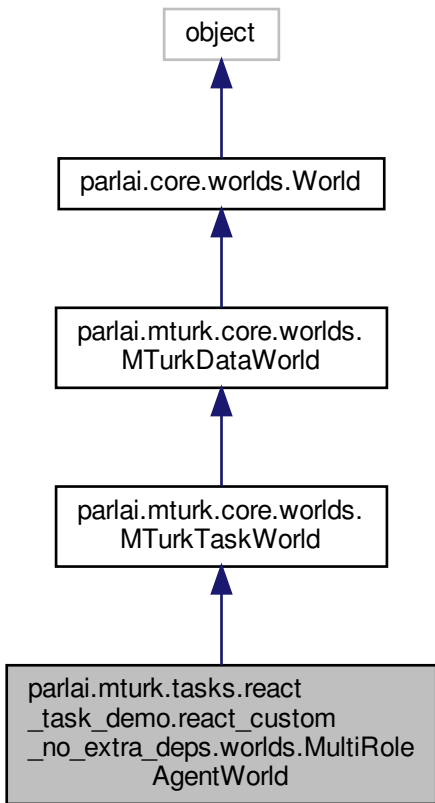 object
parlai.core.worlds.World
parlai.mturk.core.worlds.
MTurkDataWorld
parlai.mturk.core.worlds.
MTurkTaskWorld
parlai.mturk.tasks.react
_task_demo.react_custom
_no_extra_deps.worlds.MultiRole
AgentWorld